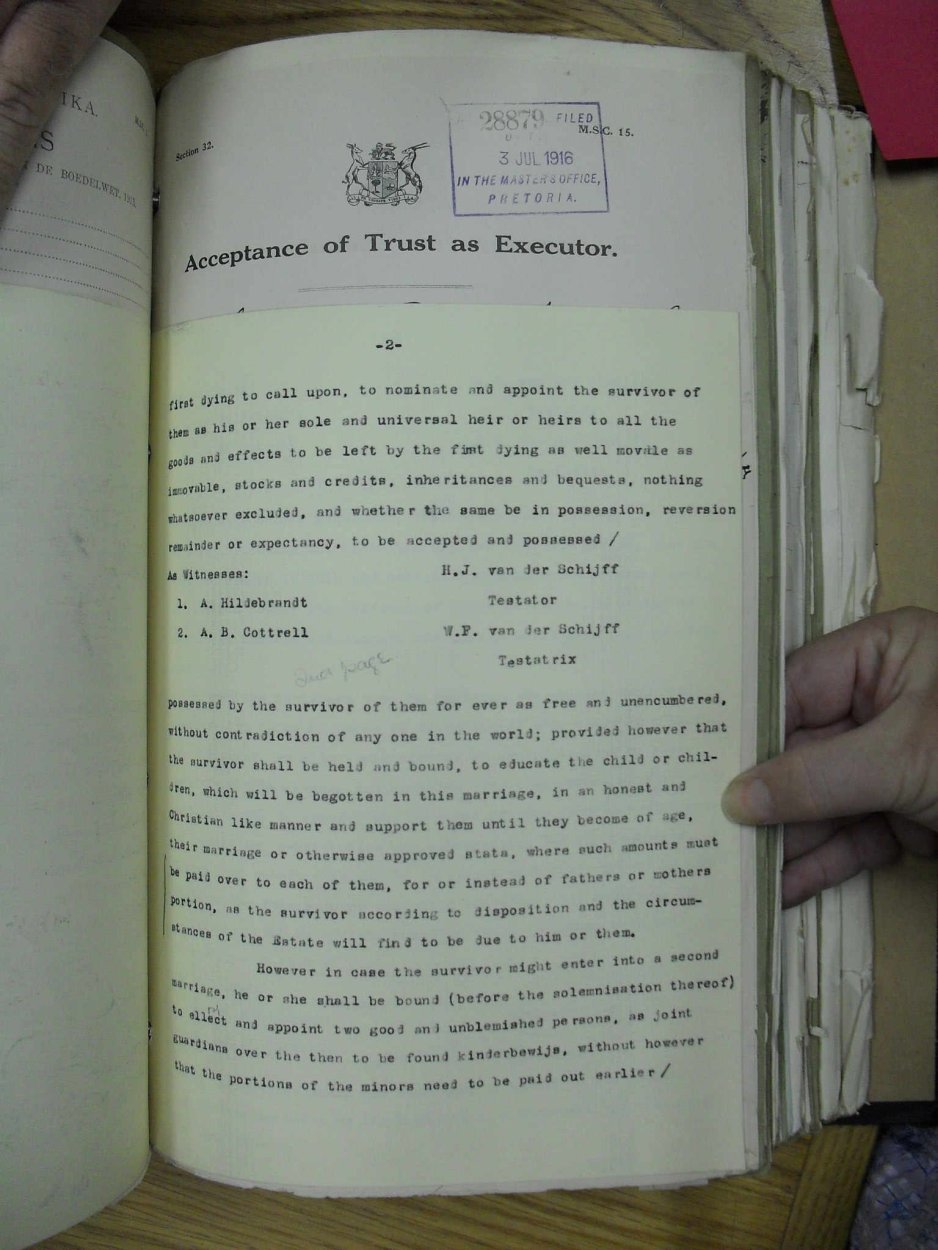 IKA.
DE BOEDELWET, 1913.
Section 32.
28879 FILED
M.S.C. 15.
3 JUL 1916
IN THE MASTER'S OFFICE,
PRETORIA.
Acceptance of Trust as Executor.
-2-
first dying to call upon, to nominate and appoint the survivor of
them as his or her sole and universal heir or heirs to all the
goods and effects to be left by the first dying as well movable as
immovable, stocks and credits, inheritances and bequests, nothing
whatsoever excluded, and whether the same be in possession, reversion
remainder or expectancy, to be accepted and possessed /
As Witnesses: H.J. van der Schijff
1. A. Hildebrandt Testator
2. A. B. Cottrell W.F. van der Schijff
Testatrix
page
possessed by the survivor of them for ever as free and unencumbered,
without contradiction of any one in the world; provided however that
the survivor shall be held and bound, to educate the child or chil-
dren, which will be begotten in this marriage, in an honest and
Christian like manner and support them until they become of age,
their marriage or otherwise approved stata, where such amounts must
be paid over to each of them, for or instead of fathers or mothers
portion, as the survivor according to disposition and the circum-
stances of the Estate will find to be due to him or them.
However in case the survivor might enter into a second
marriage, he or she shall be bound (before the solemnisation thereof)
to ellect and appoint two good and unblemished persons, as joint
guardians over the then to be found kinderbewijs, without however
that the portions of the minors need to be paid out earlier /